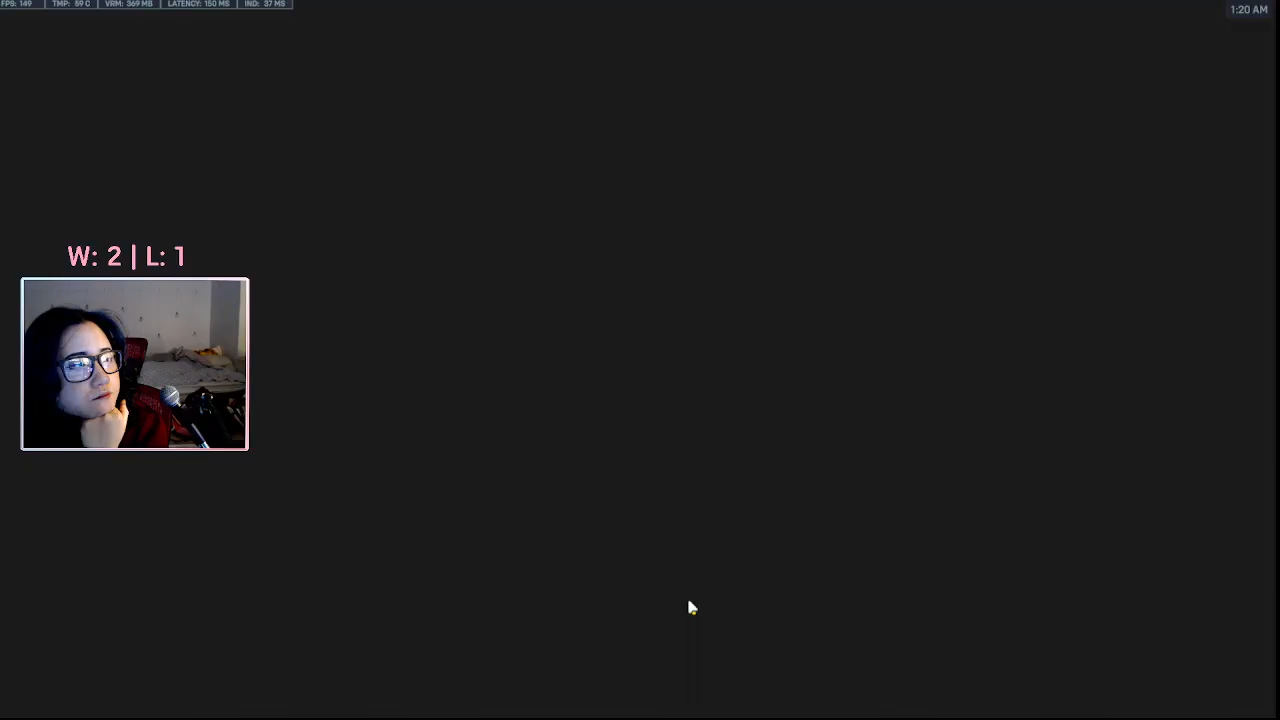 FPS: 149 | TMP: 59 C | VRM: 369 MB | LATENCY: 150 MS | IND: 37 MS
1:20 AM
W: 2 | L: 1